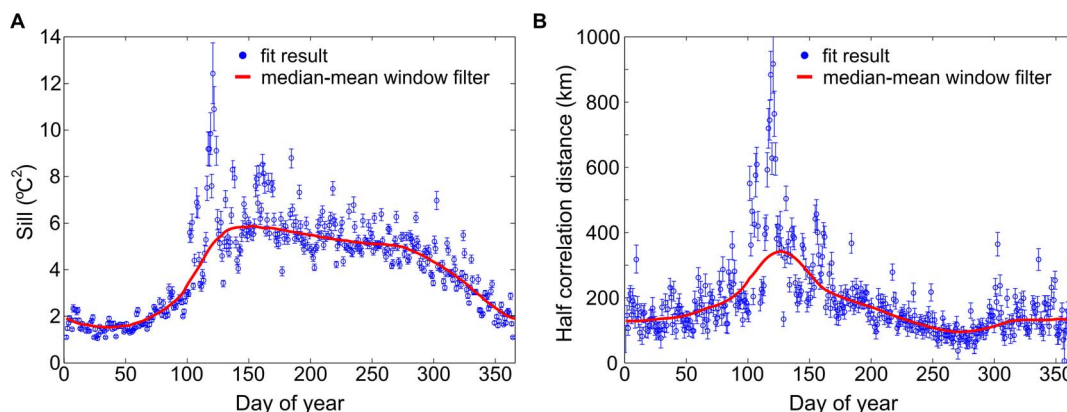 A
14
12
10
8
6
4
2
0
Sill (ºC²)
fit result
median-mean window filter
0 50 100 150 200 250 300 350
Day of year
B
1000
800
600
400
200
0
Half correlation distance (km)
fit result
median-mean window filter
0 50 100 150 200 250 300 350
Day of year